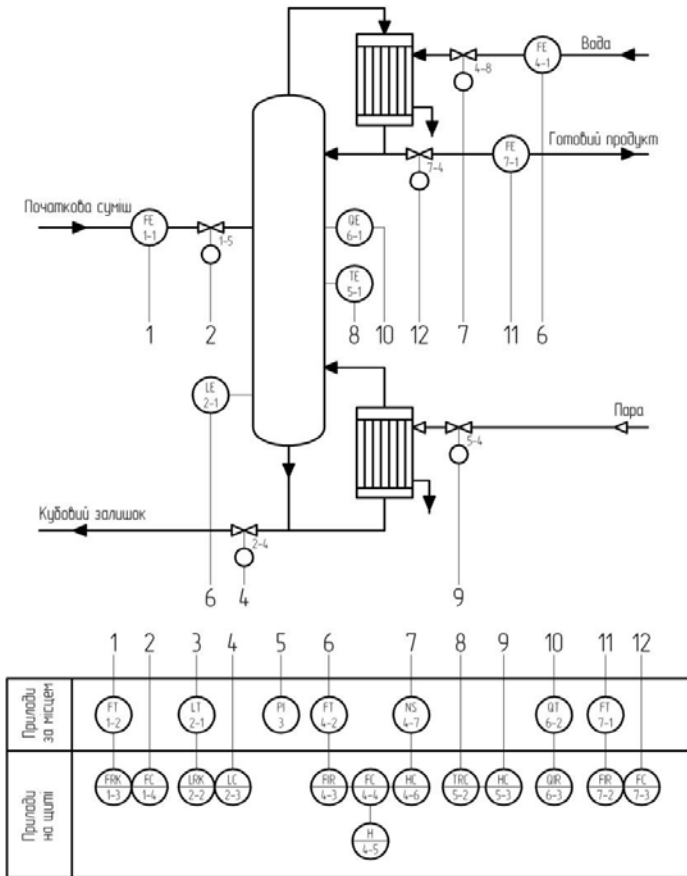 FE
4-1
Вода
4-8
Готовий продукт
FE
7-1
7-4
Початкова суміш
FE
1-1
1-5
QE
6-1
TE
5-1
1
2
8
10
12
7
11
6
LE
2-1
Пара
5-4
Кубовий залишок
2-4
6
4
9
1
2
3
4
5
6
7
8
9
10
11
12
Прилади
за місцем
FT
1-2
LT
2-1
PI
3
FT
4-2
NS
4-7
QT
6-2
FT
7-1
Прилади
на щиті
FRK
1-3
FC
1-4
LRK
2-2
LC
2-3
FIR
4-3
FC
4-4
HC
4-6
TRC
5-2
HC
5-3
QIR
6-3
FIR
7-2
FC
7-3
H
4-5